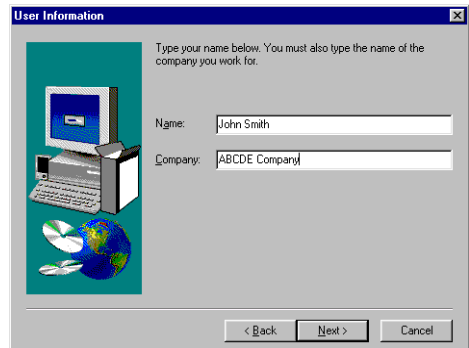 User Information
Type your name below. You must also type the name of the
company you work for.
Name: John Smith
Company: ABCDE Company
< Back Next > Cancel